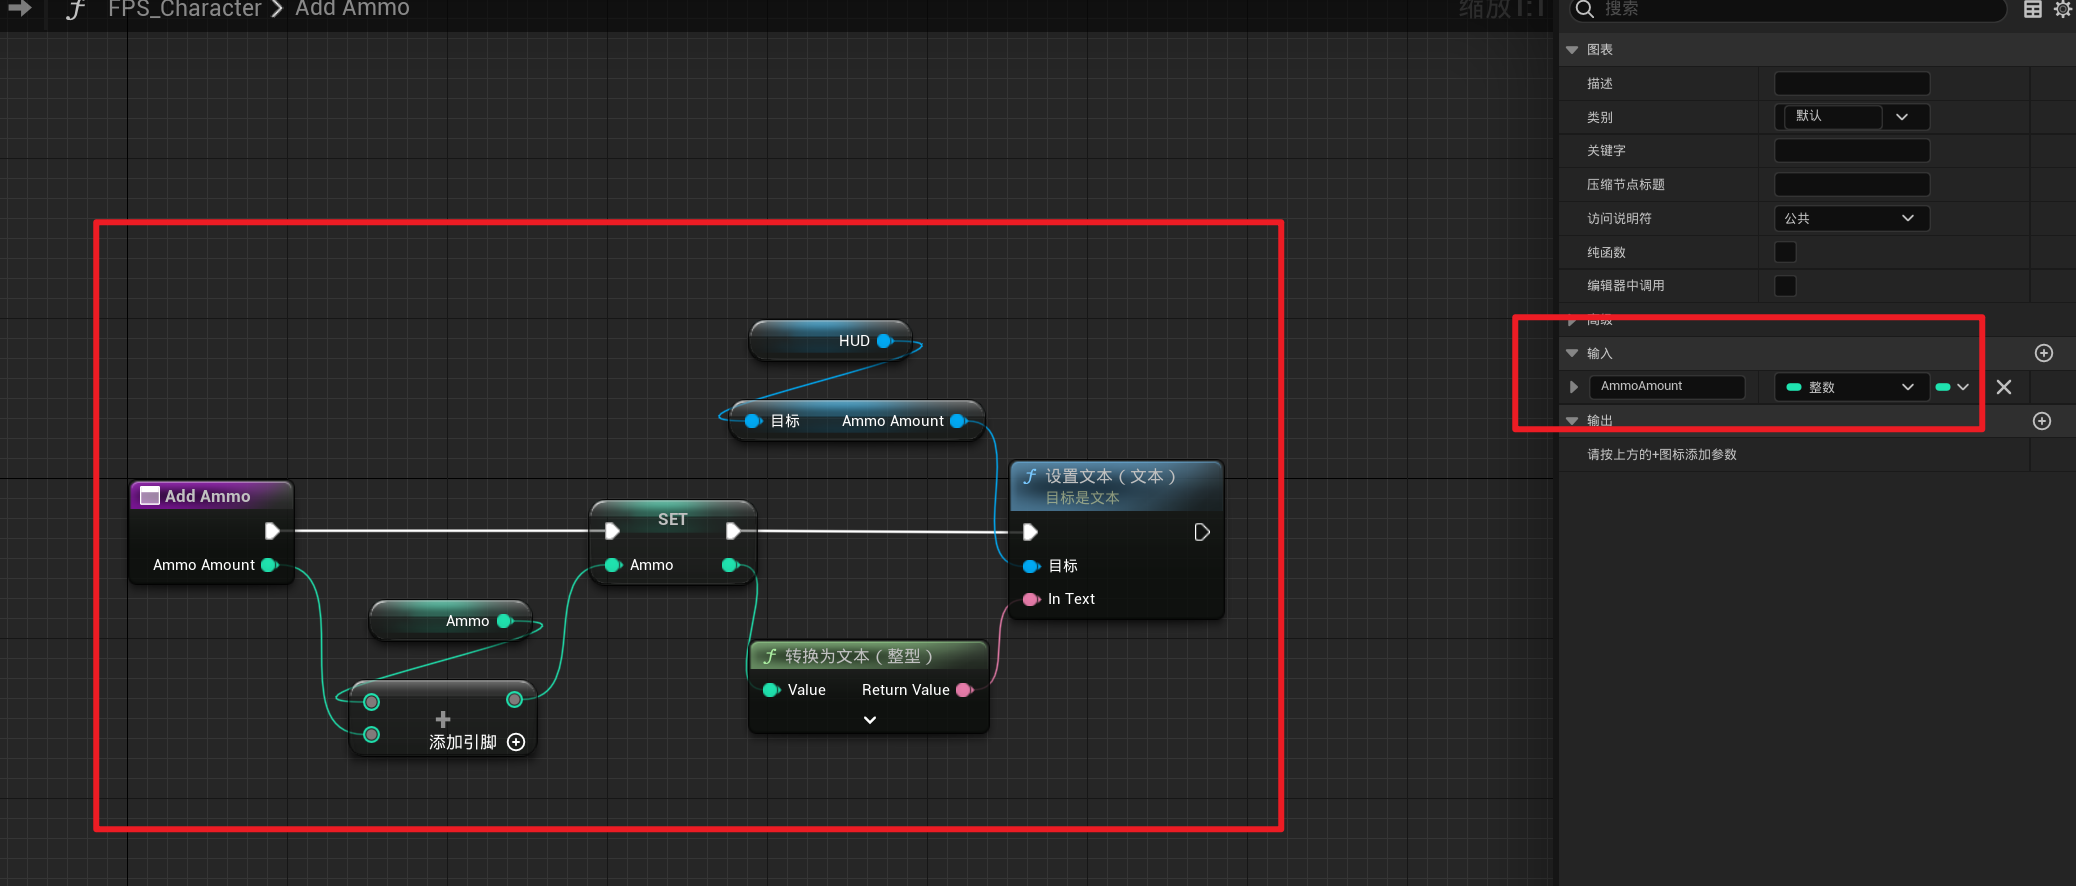 FPS_Character > Add Ammo
缩放1:1
搜索
图表
描述
类别
默认
关键字
压缩节点标题
访问说明符
公共
纯函数
编辑器中调用
高级
输入
AmmoAmount
整数
输出
请按上方的+图标添加参数
HUD
目标
Ammo Amount
设置文本（文本）
目标是文本
目标
In Text
Add Ammo
Ammo Amount
SET
Ammo
Ammo
添加引脚
转换为文本（整型）
Value
Return Value